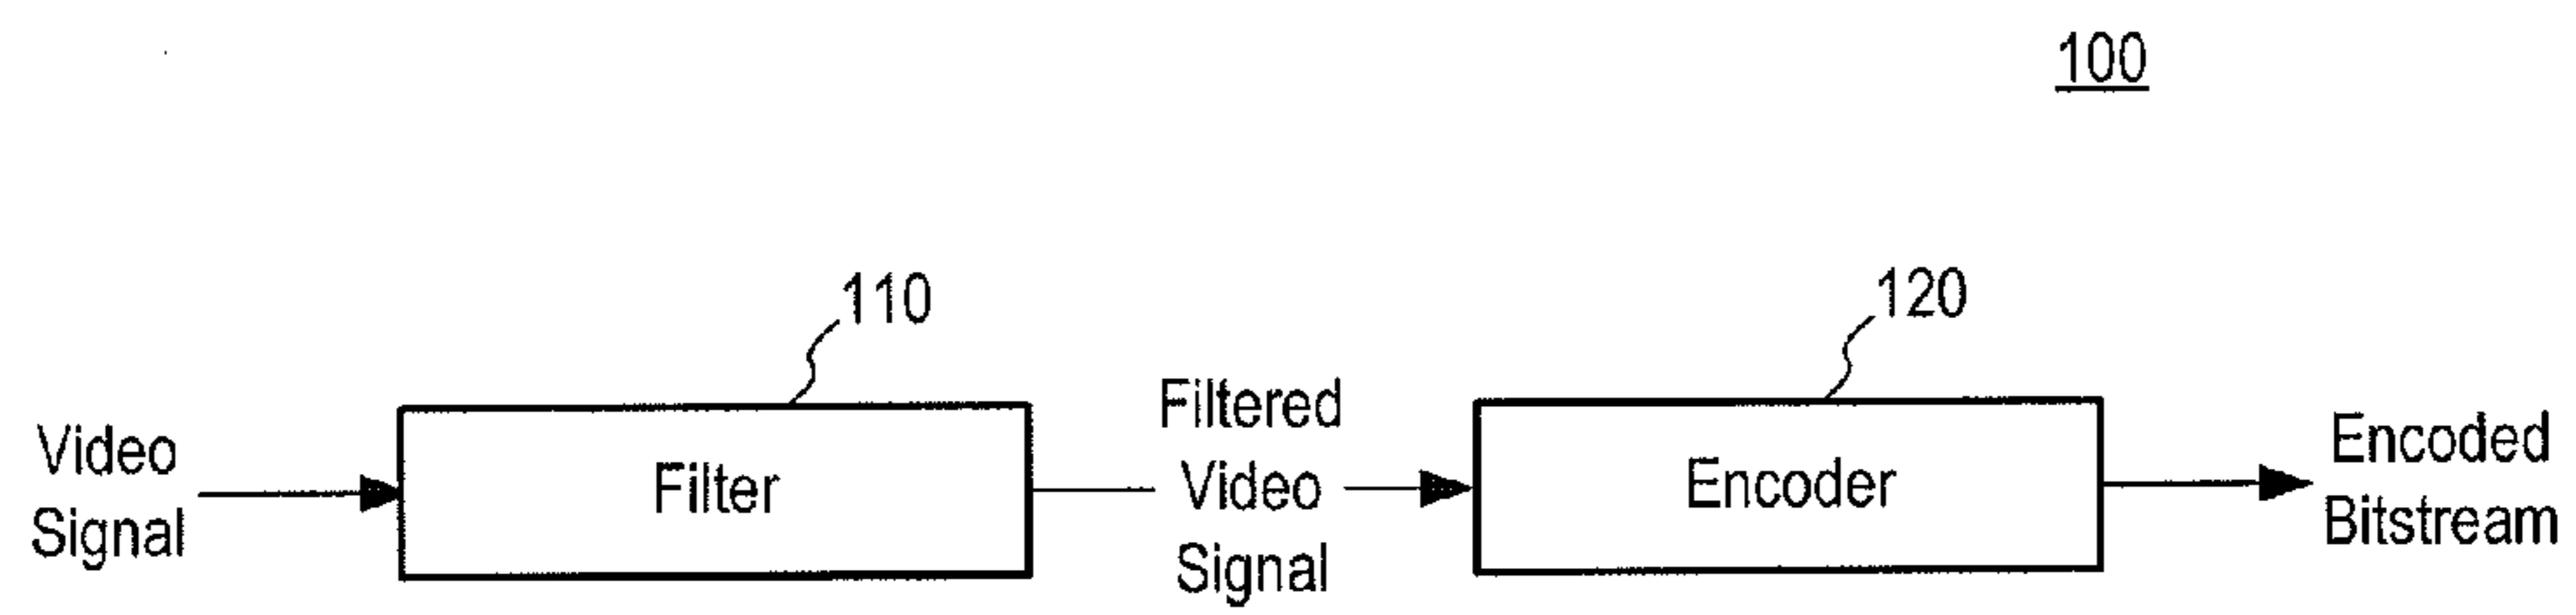 100
110
120
Video
Signal
Filter
Filtered
Video
Signal
Encoder
Encoded
Bitstream